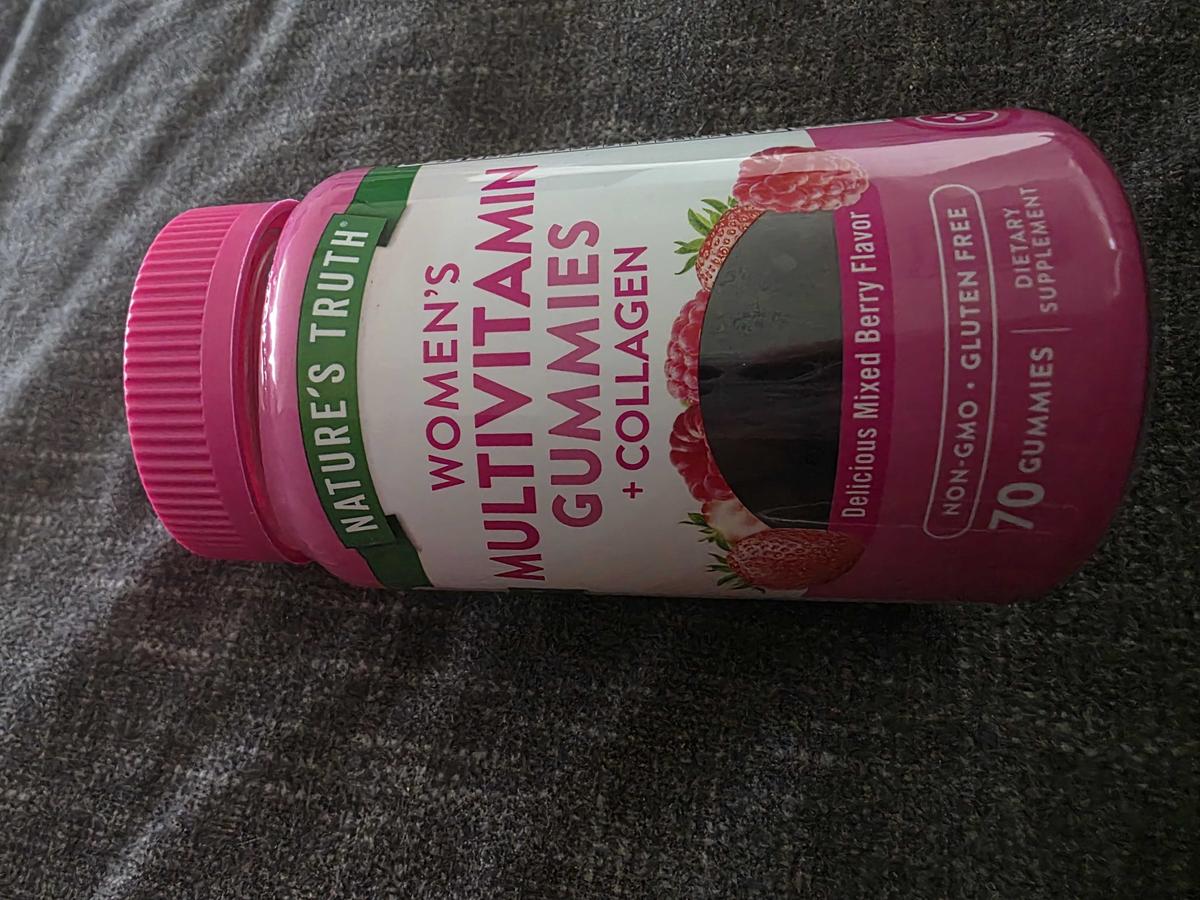 NATURE'S TRUTH®
WOMEN'S
MULTIVITAMIN
GUMMIES
+ COLLAGEN
Delicious Mixed Berry Flavor
NON-GMO • GLUTEN FREE
70 GUMMIES | DIETARY
SUPPLEMENT